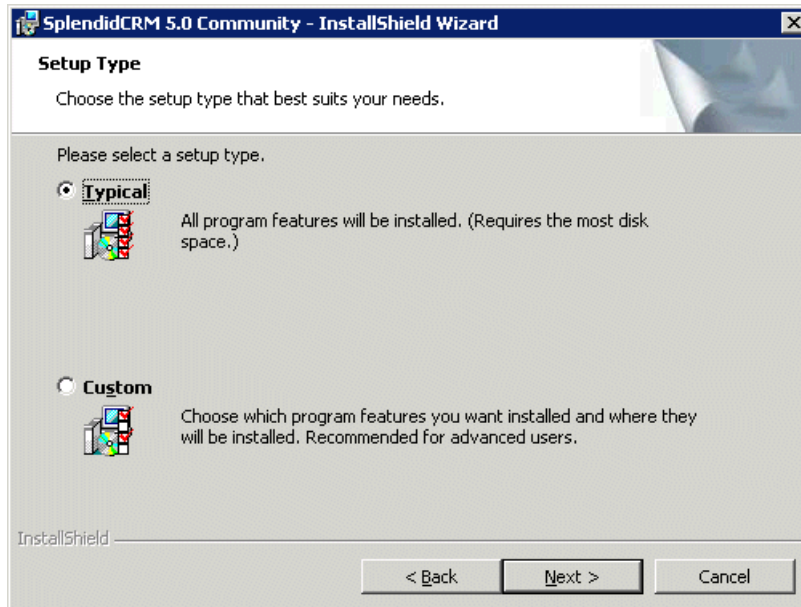 SplendidCRM 5.0 Community - InstallShield Wizard
Setup Type
Choose the setup type that best suits your needs.
Please select a setup type.
Typical
All program features will be installed. (Requires the most disk
space.)
Custom
Choose which program features you want installed and where they
will be installed. Recommended for advanced users.
InstallShield
< Back
Next >
Cancel